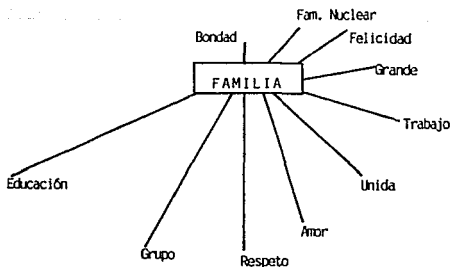 Fam. Nuclear
Bondad
Felicidad
FAMILIA
Grande
Trabajo
Educación
Unida
Amor
Grupo
Respeto